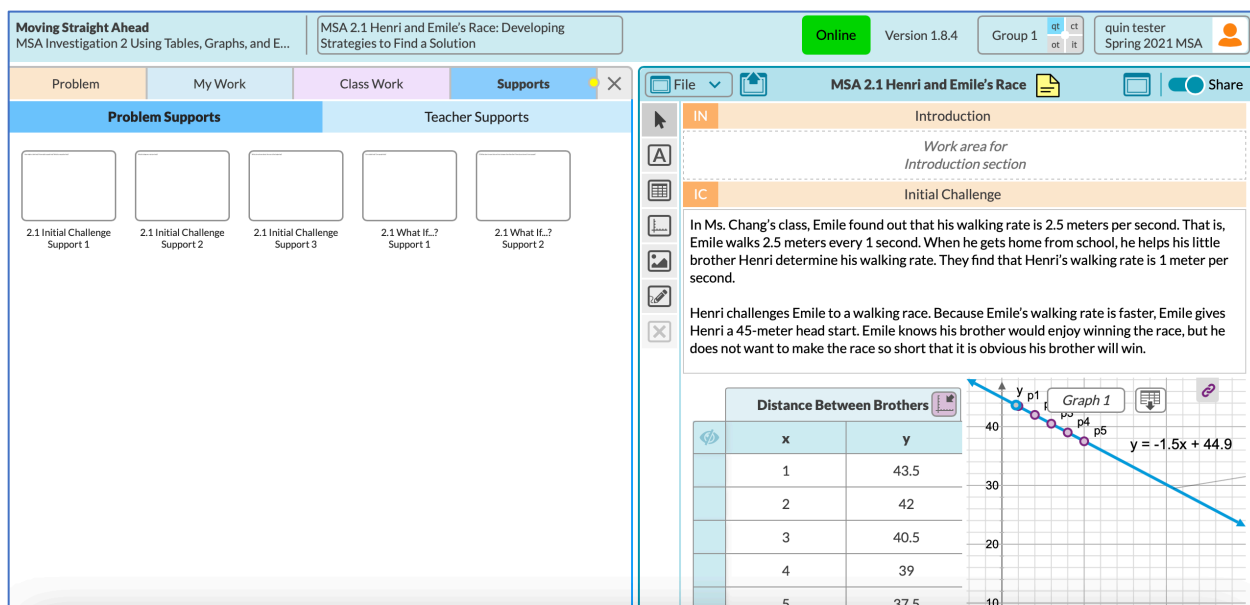 Moving Straight Ahead
MSA Investigation 2 Using Tables, Graphs, and E...
MSA 2.1 Henri and Emile's Race: Developing
Strategies to Find a Solution
Online
Version 1.8.4
Group 1
qt ct
ot it
quin tester
Spring 2021 MSA
Problem
My Work
Class Work
Supports
Problem Supports
Teacher Supports
2.1 Initial Challenge
Support 1
2.1 Initial Challenge
Support 2
2.1 Initial Challenge
Support 3
2.1 What If...?
Support 1
2.1 What If...?
Support 2
File
MSA 2.1 Henri and Emile's Race
Share
A
IN
Introduction
Work area for
Introduction section
IC
Initial Challenge
In Ms. Chang's class, Emile found out that his walking rate is 2.5 meters per second. That is,
Emile walks 2.5 meters every 1 second. When he gets home from school, he helps his little
brother Henri determine his walking rate. They find that Henri's walking rate is 1 meter per
second.
Henri challenges Emile to a walking race. Because Emile's walking rate is faster, Emile gives
Henri a 45-meter head start. Emile knows his brother would enjoy winning the race, but he
does not want to make the race so short that it is obvious his brother will win.
Distance Between Brothers
x y
1 43.5
2 42
3 40.5
4 39
5 37.5
Graph 1
y
p1
p3
p4
p5
y = -1.5x + 44.9
40
30
20
10